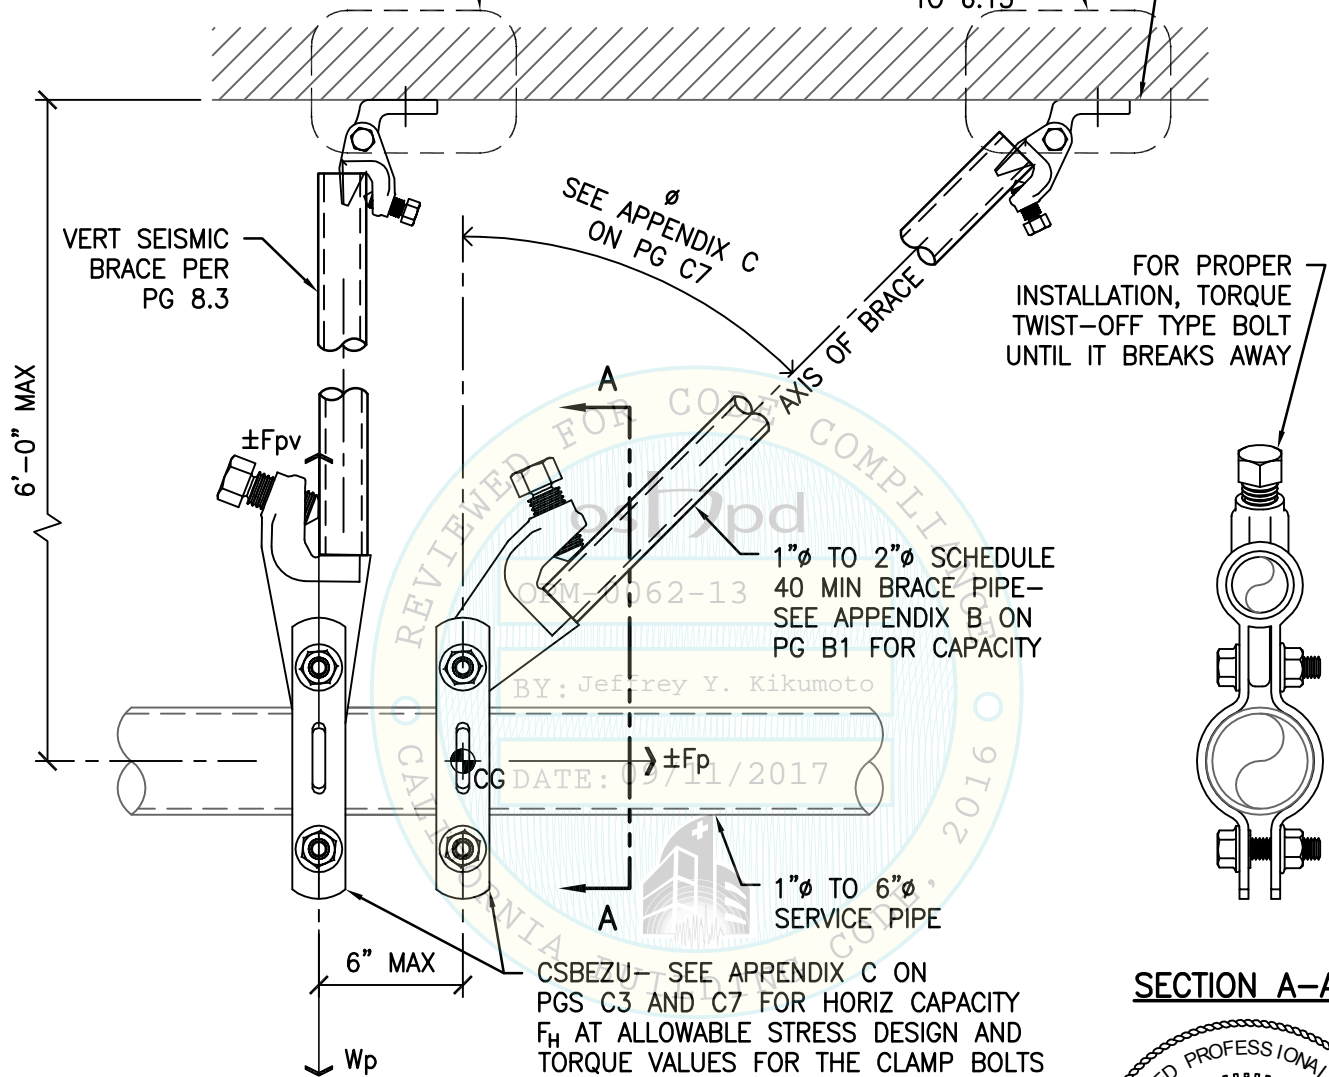 TO 8.15
VERT SEISMIC
BRACE PER
PG 8.3
ø
SEE APPENDIX C
ON PG C7
AXIS OF BRACE
FOR PROPER
INSTALLATION, TORQUE
TWIST-OFF TYPE BOLT
UNTIL IT BREAKS AWAY
6'-0" MAX
±Fpv
A
REVIEWED FOR CODE COMPLIANCE
oshpd
1"ø TO 2"ø SCHEDULE
40 MIN BRACE PIPE-
SEE APPENDIX B ON
PG B1 FOR CAPACITY
OPM-0062-13
BY: Jeffrey Y. Kikumoto
±Fp
CG
DATE: 09/11/2017
1"ø TO 6"ø
SERVICE PIPE
A
CALIFORNIA BUILDING CODE, 2016
6" MAX
CSBEZU- SEE APPENDIX C ON
PGS C3 AND C7 FOR HORIZ CAPACITY
FH AT ALLOWABLE STRESS DESIGN AND
TORQUE VALUES FOR THE CLAMP BOLTS
Wp
SECTION A-A
PROFESSIONAL